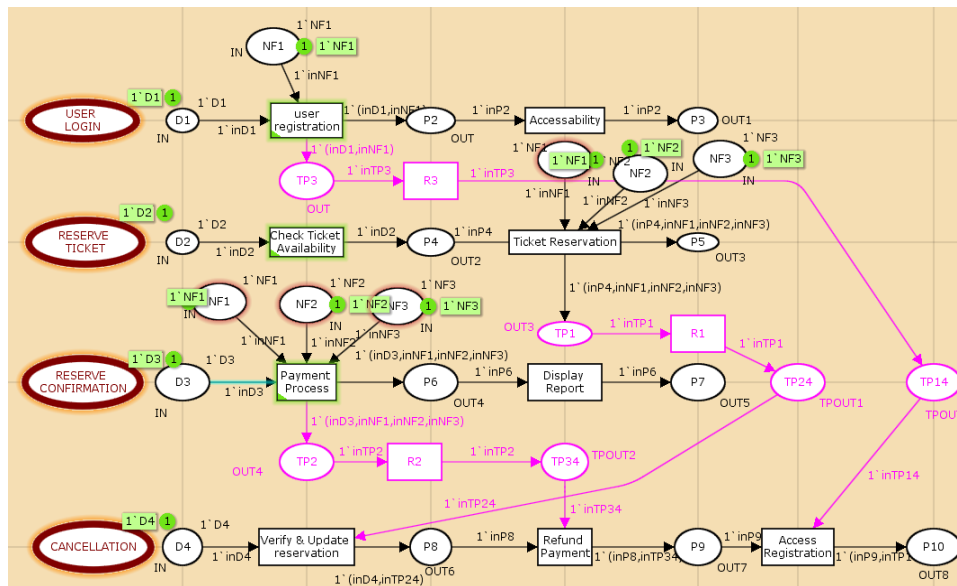 1`NF1
NF1
1
1`NF1
IN
1`inNF1
1`D1
1
USER
LOGIN
1`D1
D1
1`inD1
IN
user
registration
1`(inD1,inNF1)
P2
OUT
1`inP2
Accessability
1`inP2
P3
OUT1
1`(inD1,inNF1)
TP3
OUT
1`inTP3
R3
1`inTP3
1`NF1
1`NF1
1
IN
1`inNF1
1`NF2
1
1`NF2
NF2
IN
1`inNF2
1`NF3
NF3
1
1`NF3
IN
1`inNF3
1`D2
1
RESERVE
TICKET
1`D2
D2
1`inD2
IN
Check Ticket
Availability
1`inD2
P4
OUT2
1`inP4
Ticket Reservation
1`(inP4,inNF1,inNF2,inNF3)
P5
OUT3
1`(inP4,inNF1,inNF2,inNF3)
1`NF1
1`NF1
NF1
IN
1`inNF1
1`NF2
NF2
1
1`NF2
IN
1`inNF2
1`NF3
NF3
1
1`NF3
IN
1`inNF3
OUT3
TP1
1`inTP1
R1
1`inTP1
1`D3
1
RESERVE
CONFIRMATION
1`D3
D3
1`inD3
IN
Payment
Process
1`(inD3,inNF1,inNF2,inNF3)
P6
OUT4
1`inP6
Display
Report
1`inP6
P7
OUT5
TP24
TPOUT1
TP14
1`(inD3,inNF1,inNF2,inNF3)
OUT4
TP2
1`inTP2
R2
1`inTP2
TP34
TPOUT2
1`inTP14
1`inTP24
1`inTP34
1`D4
1
CANCELLATION
1`D4
D4
1`inD4
IN
Verify & Update
reservation
1`(inD4,inTP24)
P8
OUT6
1`inP8
Refund
Payment
1`(inP8,inTP34)
P9
OUT7
1`inP9
Access
Registration
1`(inP9,inTP1
P10
OUT8